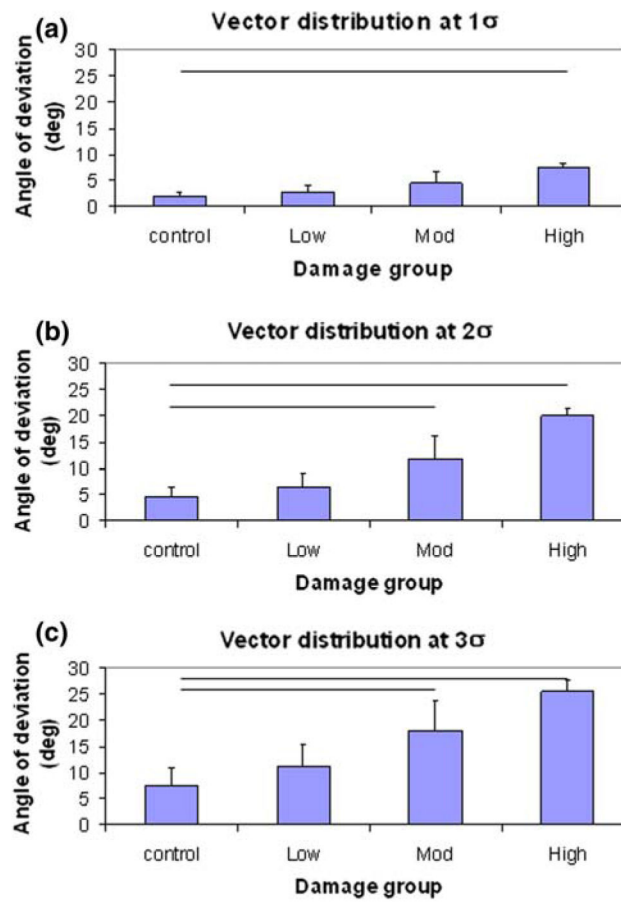 (a)
Vector distribution at 1σ
Angle of deviation
(deg)
30
25
20
15
10
5
0
control Low Mod High
Damage group
(b)
Vector distribution at 2σ
Angle of deviation
(deg)
30
25
20
15
10
5
0
control Low Mod High
Damage group
(c)
Vector distribution at 3σ
Angle of deviation
(deg)
30
25
20
15
10
5
0
control Low Mod High
Damage group